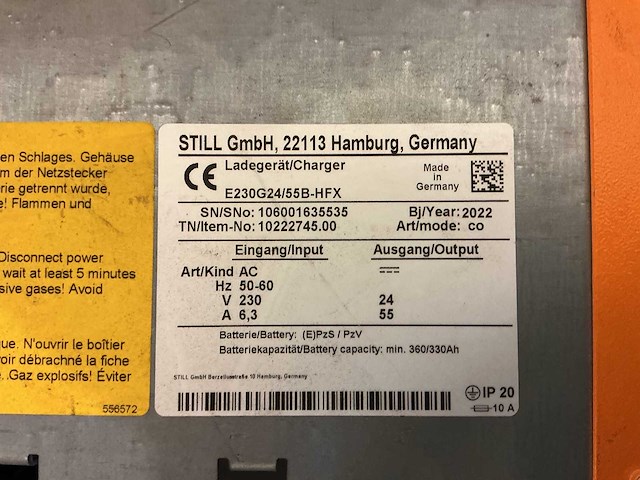 en Schlages. Gehäuse
m der Netzstecker
rie getrennt wurde,
e! Flammen und
Disconnect power
wait at least 5 minutes
sive gases! Avoid
que. N'ouvrir le boîtier
voir débrachné la fiche
e. .Gaz explosifs! Éviter
556572
STILL GmbH, 22113 Hamburg, Germany
CE Ladegerät/Charger
Made in
Germany
E230G24/55B-HFX
SN/SNo: 106001635535 Bj/Year: 2022
TN/Item-No: 10222745.00 Art/mode: co
Eingang/Input Ausgang/Output
Art/Kind AC
Hz 50-60
V 230 24
A 6,3 55
Batterie/Battery: (E)PzS / PzV
Batteriekapazität/Battery capacity: min. 360/330Ah
STILL GmbH Berzeliusstraße 10 Hamburg, Germany
IP 20
10 A